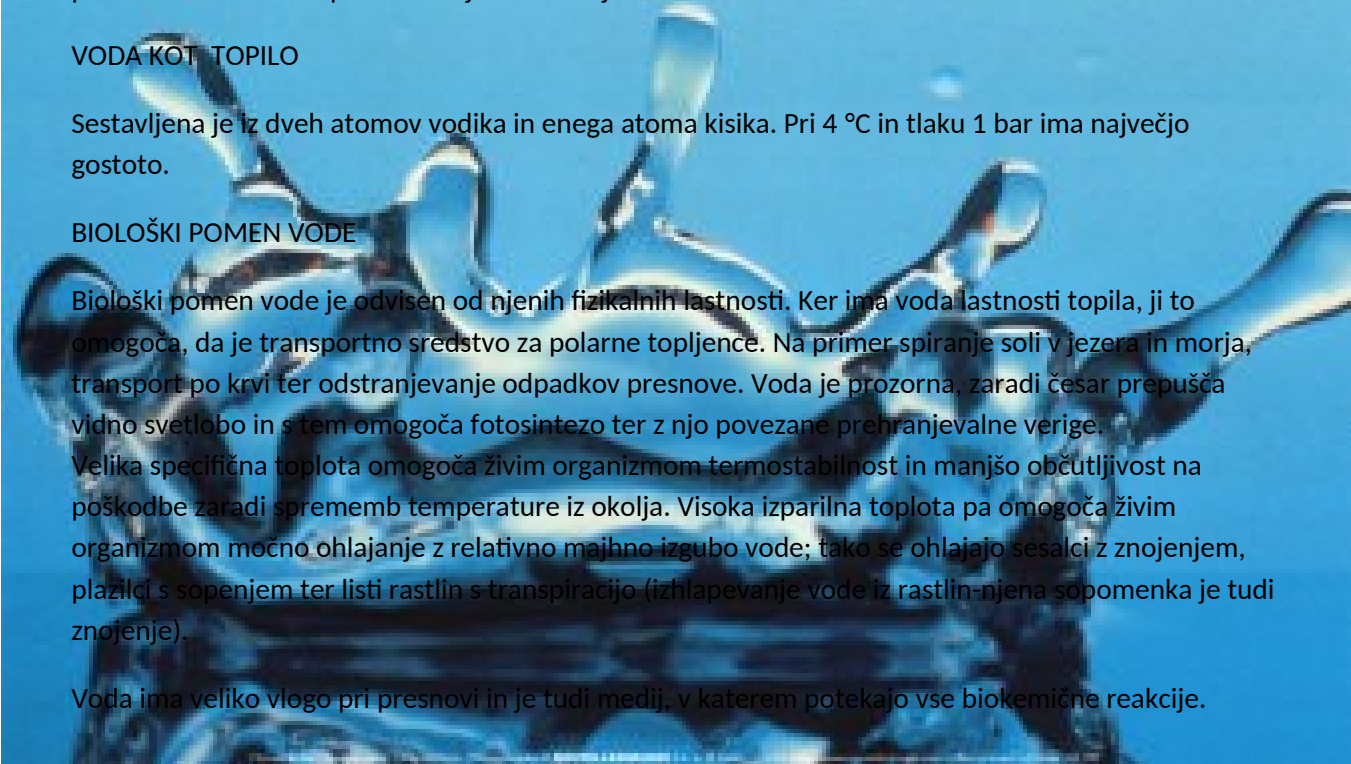 VODA KOT TOPILO
Sestavljena je iz dveh atomov vodika in enega atoma kisika. Pri 4 °C in tlaku 1 bar ima največjo
gostoto.
BIOLOŠKI POMEN VODE
Biološki pomen vode je odvisen od njenih fizikalnih lastnosti. Ker ima voda lastnosti topila, ji to
omogoča, da je transportno sredstvo za polarne topljence. Na primer spiranje soli v jezera in morja,
transport po krvi ter odstranjevanje odpadkov presnove. Voda je prozorna, zaradi česar prepušča
vidno svetlobo in s tem omogoča fotosintezo ter z njo povezane prehranjevalne verige.
Velika specifična toplota omogoča živim organizmom termostabilnost in manjšo občutljivost na
poškodbe zaradi sprememb temperature iz okolja. Visoka izparilna toplota pa omogoča živim
organizmom močno ohlajanje z relativno majhno izgubo vode; tako se ohlajajo sesalci z znojenjem,
plazilci s sopenjem ter listi rastlin s transpiracijo (izhlapevanje vode iz rastlin-njena sopomenka je tudi
znojenje).
Voda ima veliko vlogo pri presnovi in je tudi medij, v katerem potekajo vse biokemične reakcije.